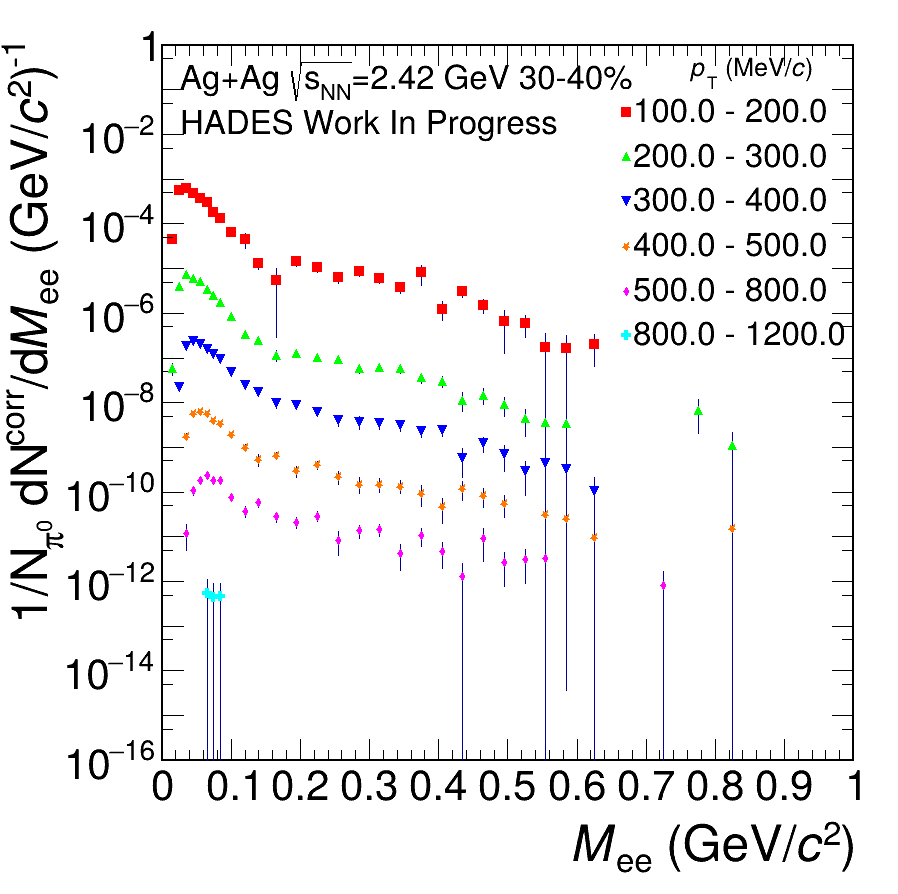 Ag+Ag √sNN=2.42 GeV 30-40%
HADES Work In Progress
pT (MeV/c)
100.0 - 200.0
200.0 - 300.0
300.0 - 400.0
400.0 - 500.0
500.0 - 800.0
800.0 - 1200.0
1/Nπ⁰ dNᶜᵒʳʳ/dMee (GeV/c²)⁻¹
1
10⁻²
10⁻⁴
10⁻⁶
10⁻⁸
10⁻¹⁰
10⁻¹²
10⁻¹⁴
10⁻¹⁶
0 0.1 0.2 0.3 0.4 0.5 0.6 0.7 0.8 0.9 1
Mee (GeV/c²)